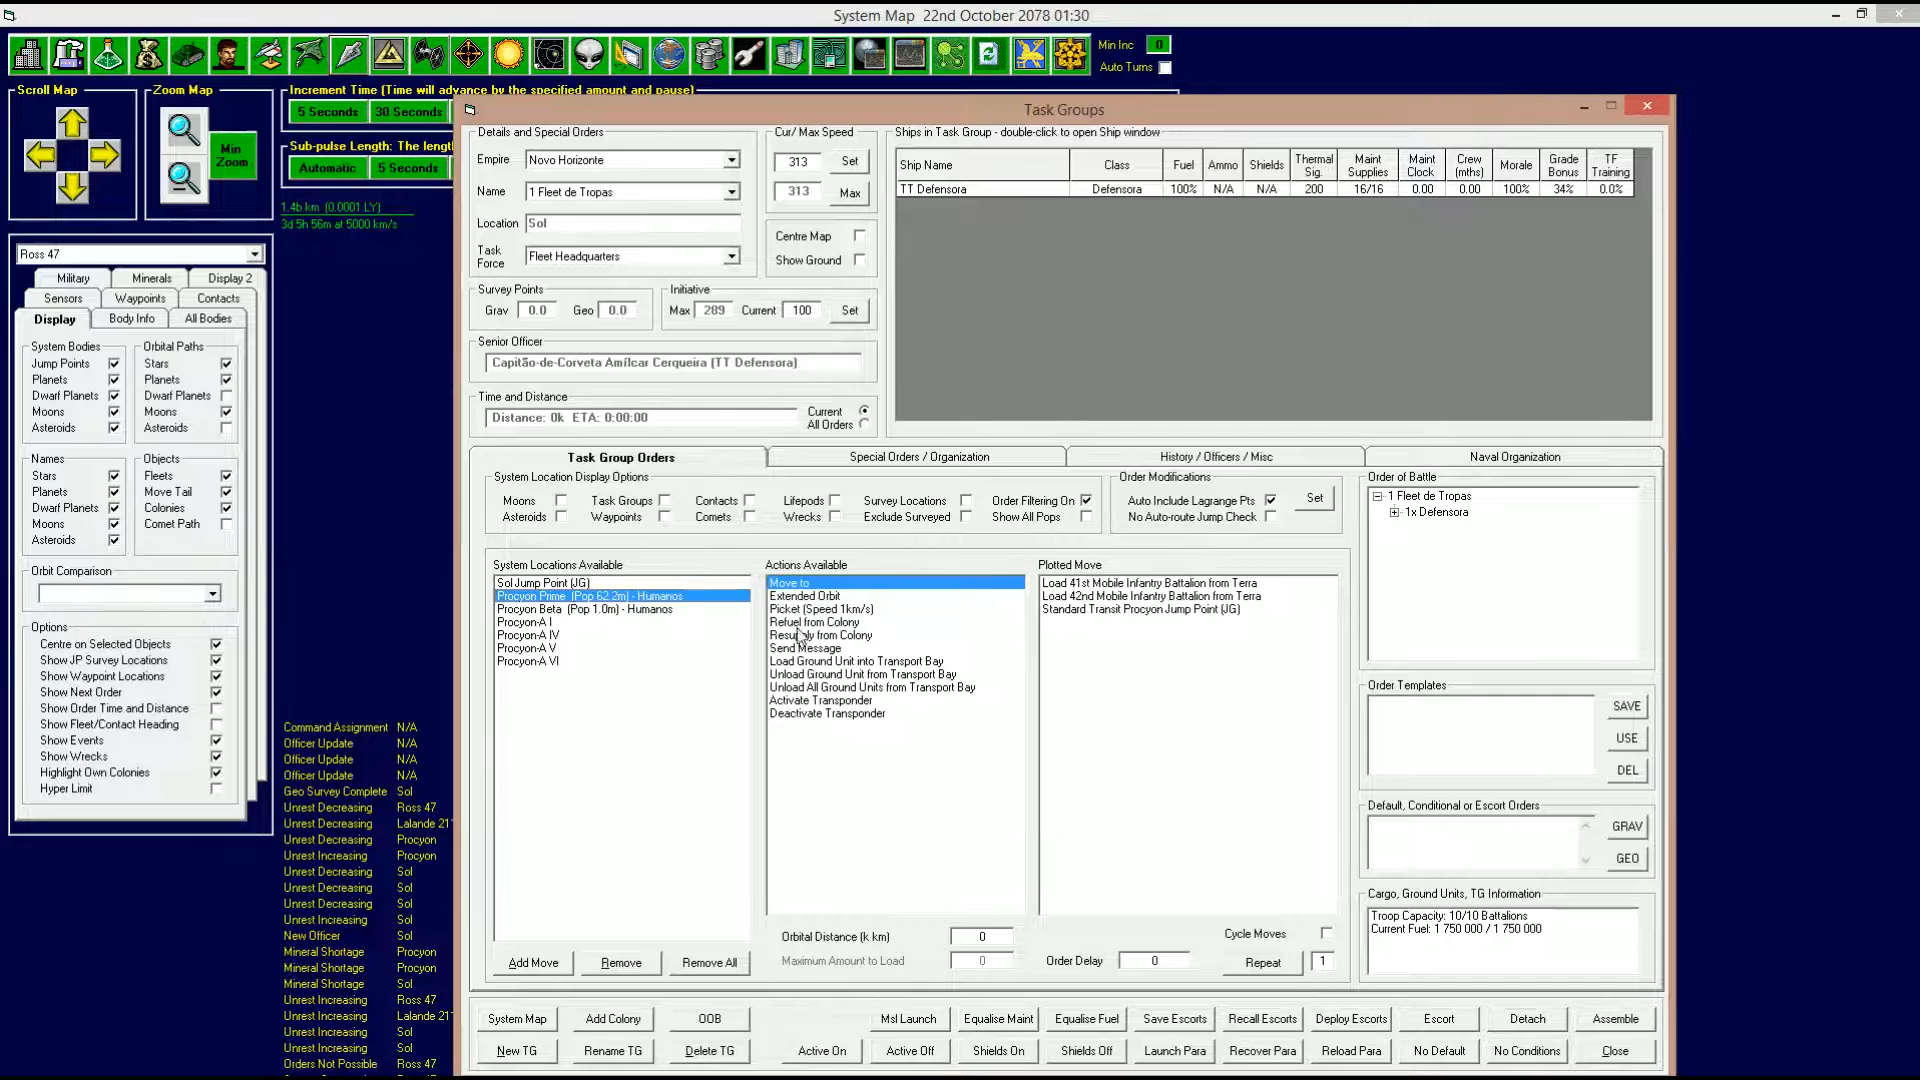 System Map 22nd October 2078 01:30
Min Inc 0
Auto Turns
Scroll Map
Zoom Map
Min Zoom
Increment Time (Time will advance by the specified amount and pause)
5 Seconds 30 Seconds
Sub-pulse Length: The lengt
Automatic 5 Seconds
1.4b km (0.0001 LY)
3d 5h 56m at 5000 km/s
Ross 47
Military Minerals Display 2
Sensors Waypoints Contacts
Display Body Info All Bodies
System Bodies
Jump Points
Planets
Dwarf Planets
Moons
Asteroids
Orbital Paths
Stars
Planets
Dwarf Planets
Moons
Asteroids
Names
Stars
Planets
Dwarf Planets
Moons
Asteroids
Objects
Fleets
Move Tail
Colonies
Comet Path
Orbit Comparison
Options
Centre on Selected Objects
Show JP Survey Locations
Show Waypoint Locations
Show Next Order
Show Order Time and Distance
Show Fleet/Contact Heading
Show Events
Show Wrecks
Highlight Own Colonies
Hyper Limit
Command Assignment N/A
Officer Update N/A
Officer Update N/A
Officer Update N/A
Geo Survey Complete Sol
Unrest Decreasing Ross 47
Unrest Decreasing Lalande 21
Unrest Decreasing Procyon
Unrest Increasing Procyon
Unrest Decreasing Sol
Unrest Decreasing Sol
Unrest Decreasing Sol
Unrest Increasing Sol
New Officer Sol
Mineral Shortage Procyon
Mineral Shortage Procyon
Mineral Shortage Sol
Unrest Increasing Ross 47
Unrest Increasing Lalande 21
Unrest Increasing Sol
Unrest Increasing Sol
Orders Not Possible Ross 47
Task Groups
Details and Special Orders
Empire Novo Horizonte
Name 1 Fleet de Tropas
Location Sol
Task Force Fleet Headquarters
Cur/ Max Speed
313 Set
313 Max
Centre Map
Show Ground
Survey Points
Grav 0.0 Geo 0.0
Initiative
Max 289 Current 100 Set
Senior Officer
Capitão-de-Corveta Amílcar Cerqueira (TT Defensora)
Time and Distance
Distance: 0k ETA: 0:00:00
Current
All Orders
Ships in Task Group - double-click to open Ship window
Ship Name Class Fuel Ammo Shields Thermal Sig. Maint Supplies Maint Clock Crew (mths) Morale Grade Bonus TF Training
TT Defensora Defensora 100% N/A N/A 200 16/16 0.00 0.00 100% 34% 0.0%
Task Group Orders Special Orders / Organization History / Officers / Misc Naval Organization
System Location Display Options
Moons Task Groups Contacts Lifepods Survey Locations Order Filtering On
Asteroids Waypoints Comets Wrecks Exclude Surveyed Show All Pops
Order Modifications
Auto Include Lagrange Pts Set
No Auto-route Jump Check
System Locations Available
Sol Jump Point (JG)
Procyon Prime (Pop 62.2m) - Humanos
Procyon Beta (Pop 1.0m) - Humanos
Procyon-A I
Procyon-A IV
Procyon-A V
Procyon-A VI
Actions Available
Move to
Extended Orbit
Picket (Speed 1km/s)
Refuel from Colony
Resupply from Colony
Send Message
Load Ground Unit into Transport Bay
Unload Ground Unit from Transport Bay
Unload All Ground Units from Transport Bay
Activate Transponder
Deactivate Transponder
Plotted Move
Load 41st Mobile Infantry Battalion from Terra
Load 42nd Mobile Infantry Battalion from Terra
Standard Transit Procyon Jump Point (JG)
Orbital Distance (k km) 0
Maximum Amount to Load 0
Cycle Moves
Order Delay 0 Repeat 1
Add Move Remove Remove All
Order of Battle
1 Fleet de Tropas
1x Defensora
Order Templates
SAVE
USE
DEL
Default, Conditional or Escort Orders
GRAV
GEO
Cargo, Ground Units, TG Information
Troop Capacity: 10/10 Battalions
Current Fuel: 1 750 000 / 1 750 000
System Map Add Colony OOB Msl Launch Equalise Maint Equalise Fuel Save Escorts Recall Escorts Deploy Escorts Escort Detach Assemble
New TG Rename TG Delete TG Active On Active Off Shields On Shields Off Launch Para Recover Para Reload Para No Default No Conditions Close